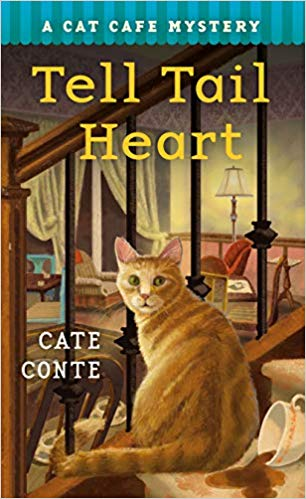 A CAT CAFE MYSTERY
Tell Tail
Heart
CATE
CONTE